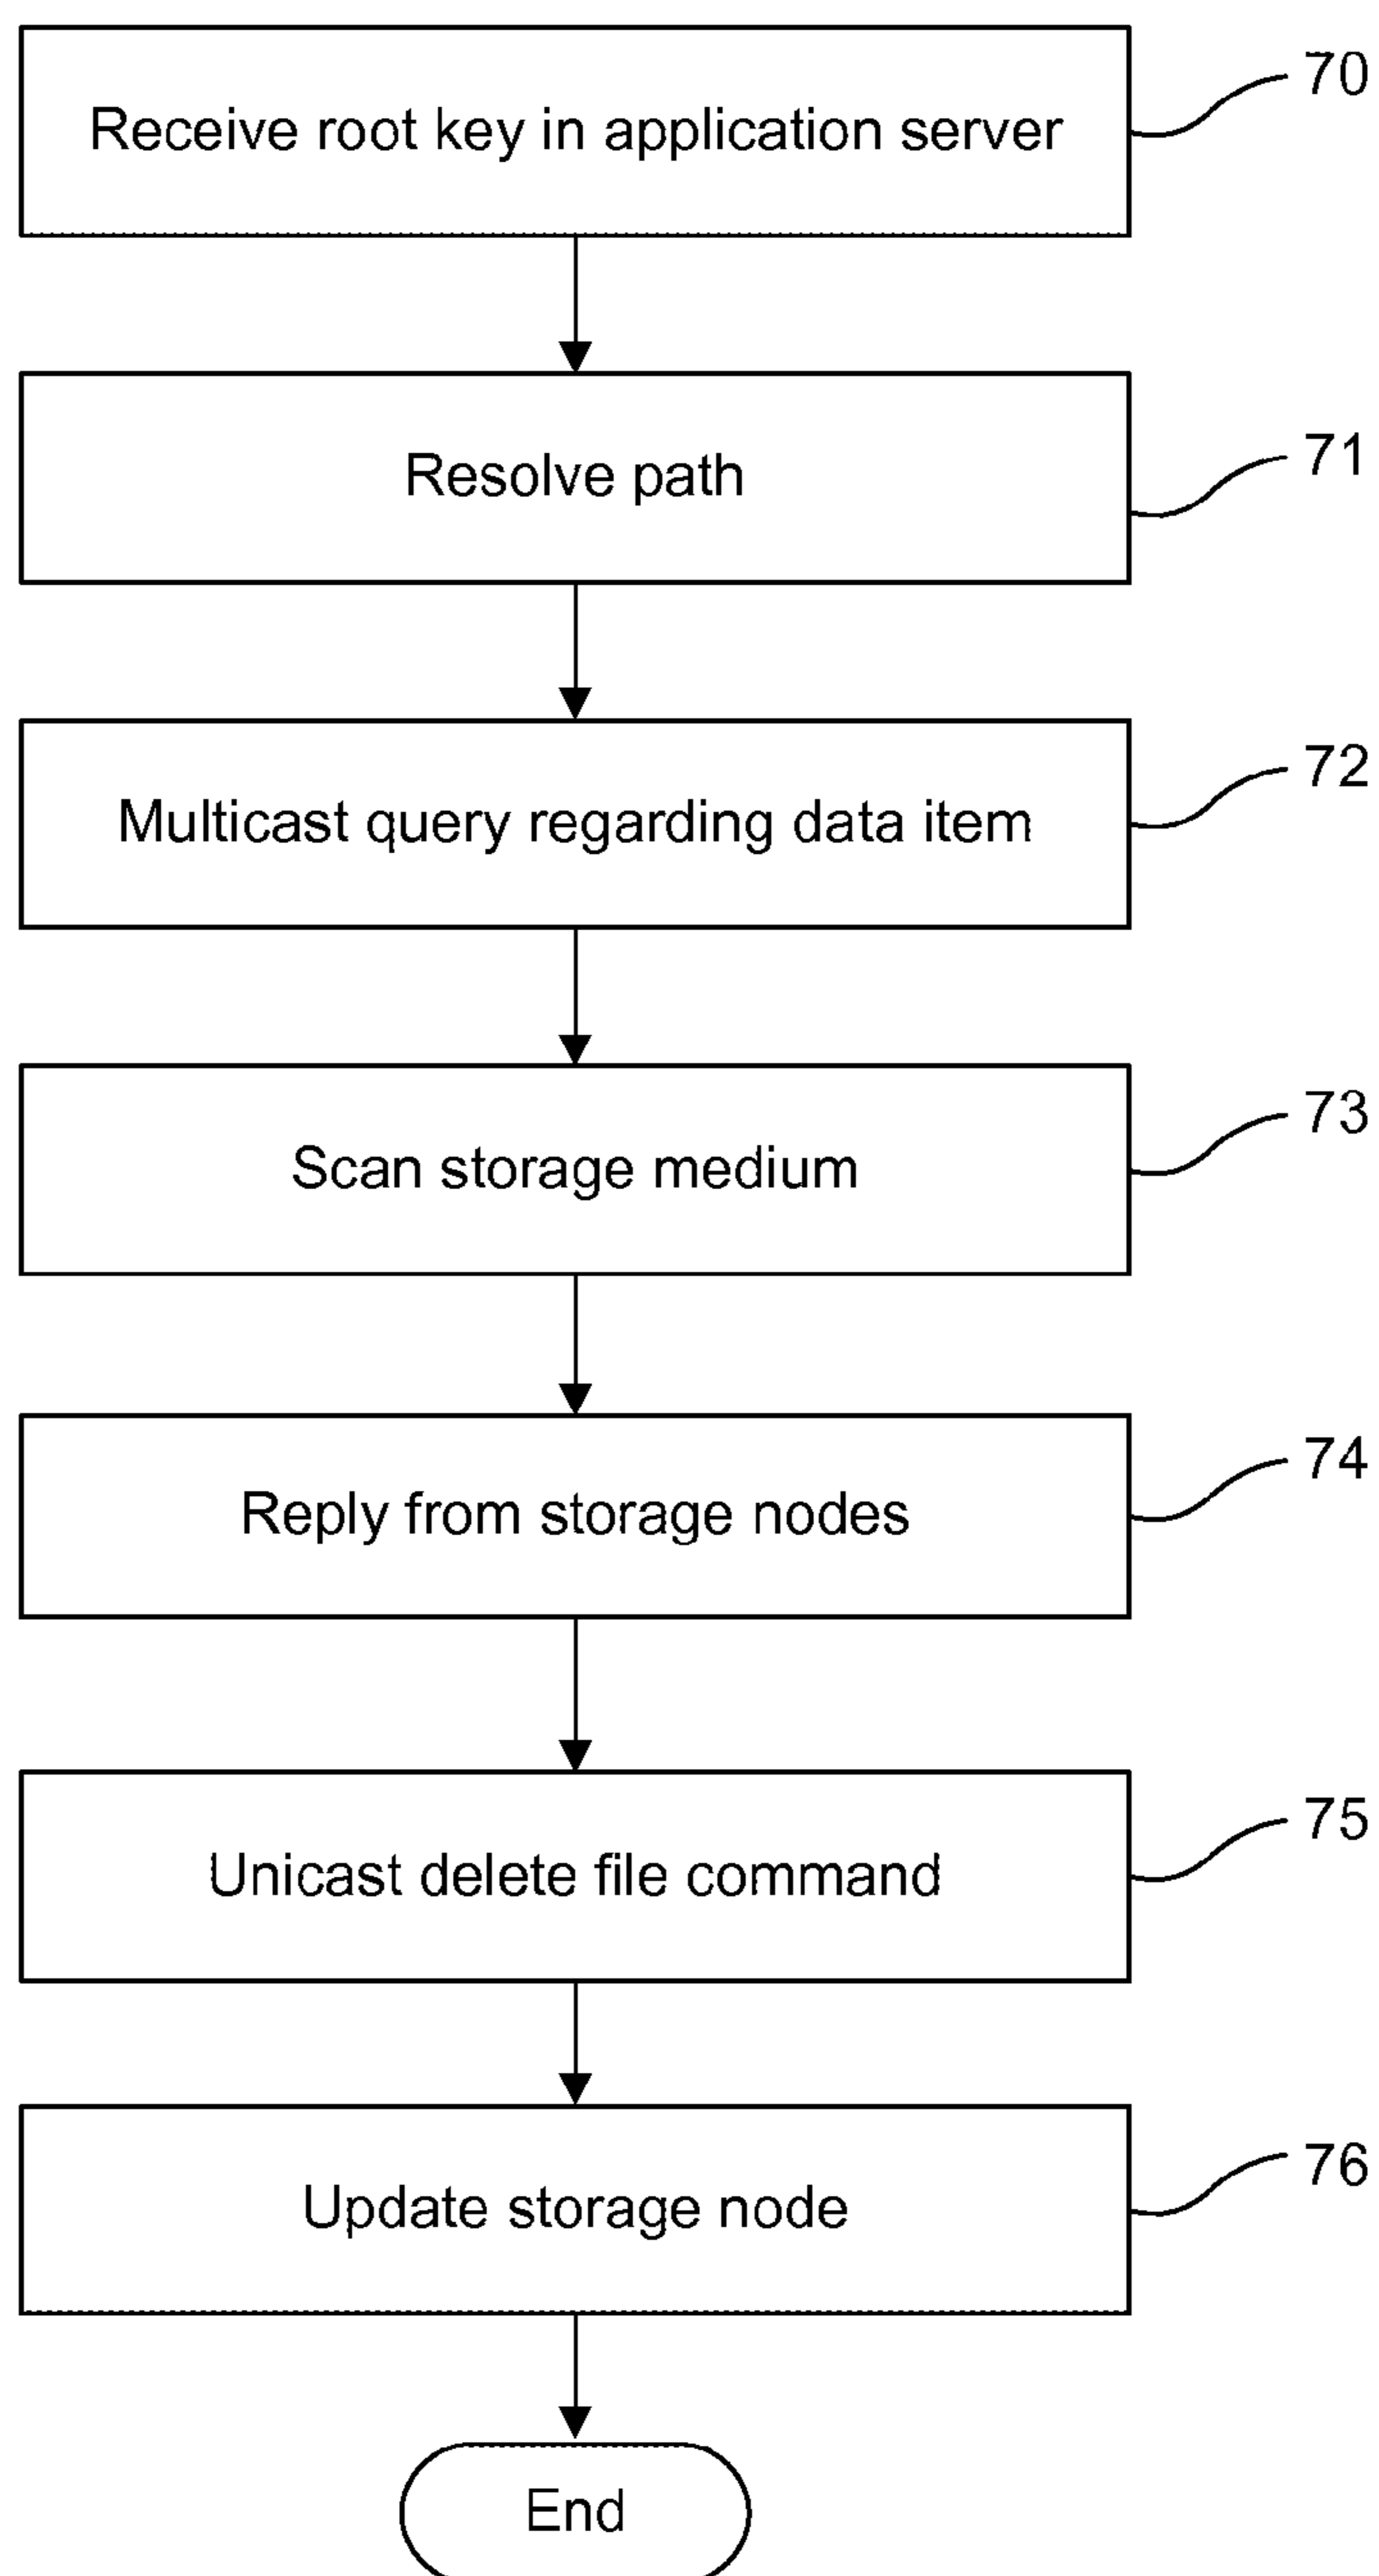 Receive root key in application server
70
Resolve path
71
Multicast query regarding data item
72
Scan storage medium
73
Reply from storage nodes
74
Unicast delete file command
75
Update storage node
76
End